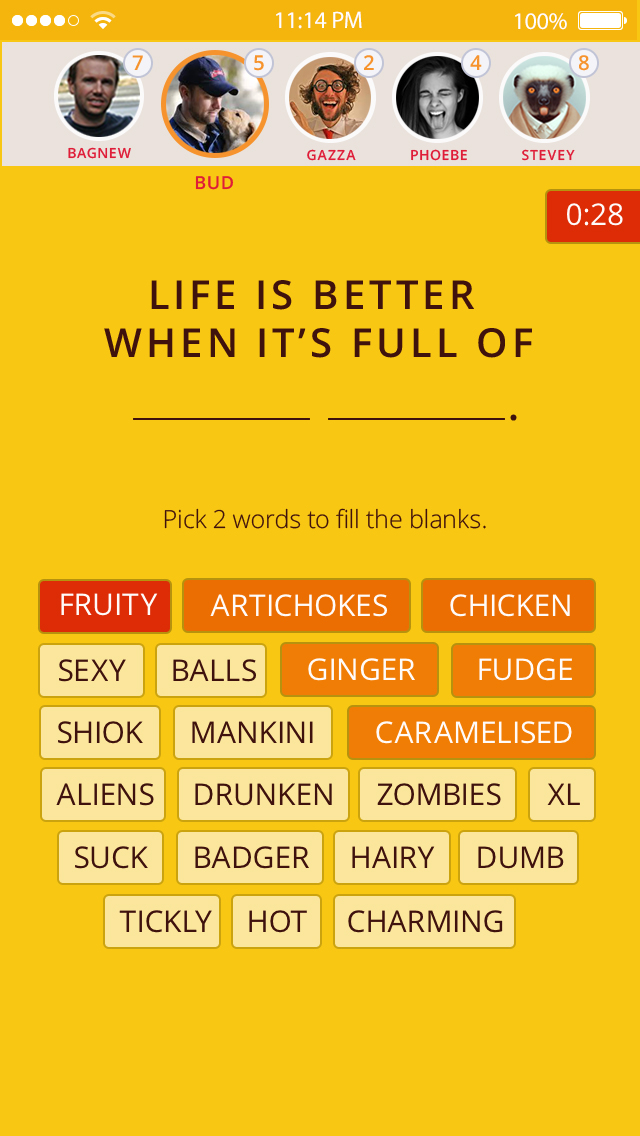 11:14 PM 100%
7 5 2 4 8
BAGNEW BUD GAZZA PHOEBE STEVEY
0:28
LIFE IS BETTER
WHEN IT’S FULL OF
________ ________.
Pick 2 words to fill the blanks.
FRUITY ARTICHOKES CHICKEN
SEXY BALLS GINGER FUDGE
SHIOK MANKINI CARAMELISED
ALIENS DRUNKEN ZOMBIES XL
SUCK BADGER HAIRY DUMB
TICKLY HOT CHARMING